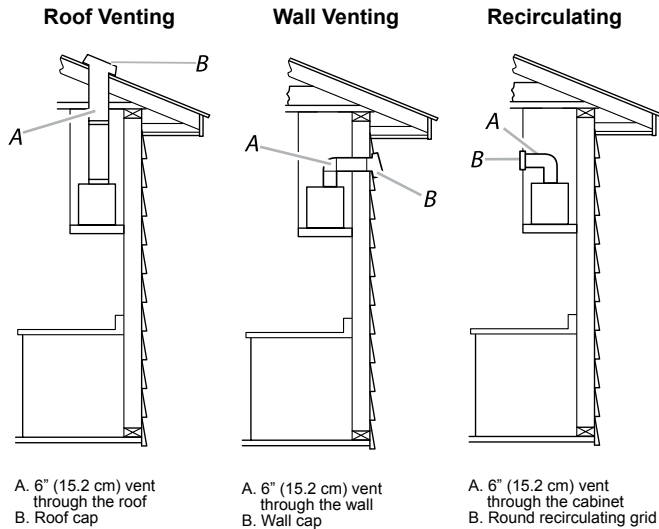 Roof Venting
Wall Venting
Recirculating
B
A
A
B
A
B
A. 6” (15.2 cm) vent
through the roof
B. Roof cap
A. 6” (15.2 cm) vent
through the wall
B. Wall cap
A. 6” (15.2 cm) vent
through the cabinet
B. Round recirculating grid